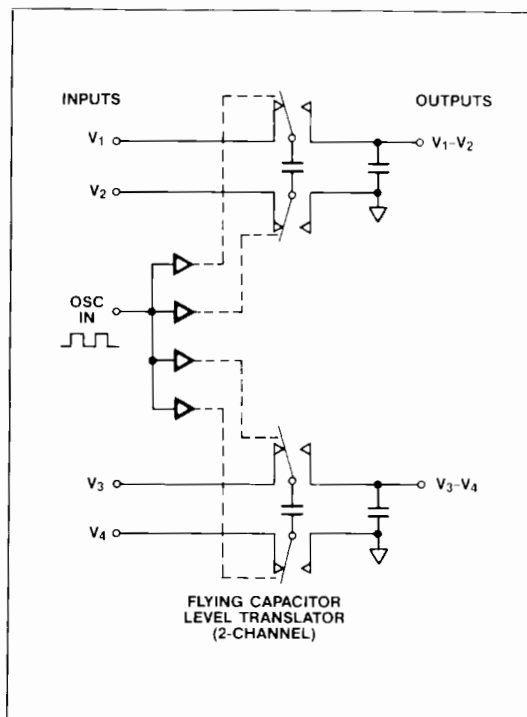 INPUTS
OUTPUTS
V1
V1-V2
V2
OSC
IN
V3
V3-V4
V4
FLYING CAPACITOR
LEVEL TRANSLATOR
(2-CHANNEL)